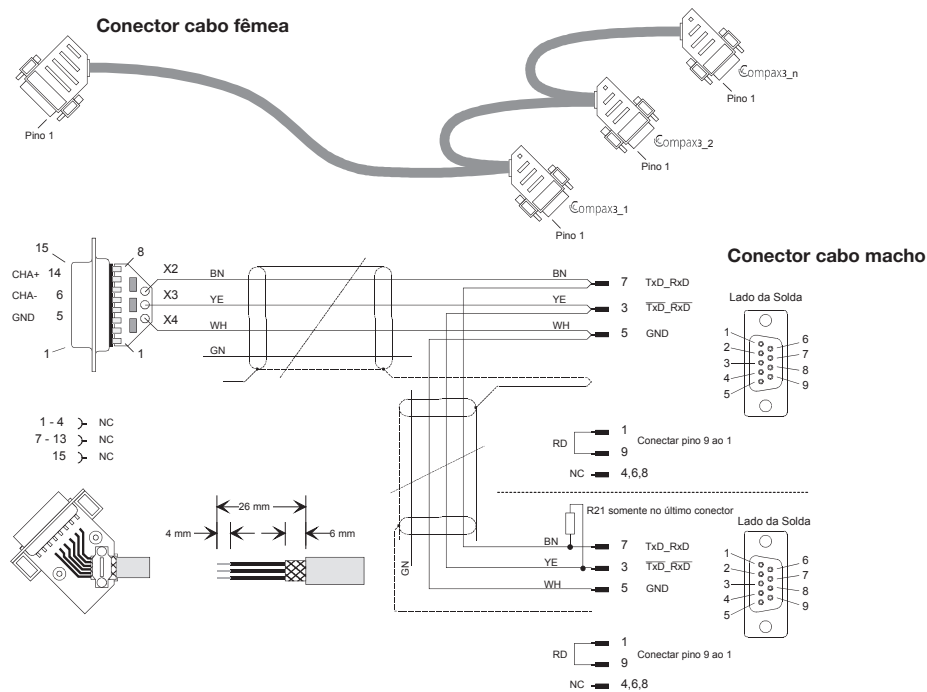 Conector cabo fêmea
Pino 1
Compax3_n
Pino 1
Compax3_2
Pino 1
Compax3_1
Pino 1
Conector cabo macho
15
8
CHA+ 14
CHA- 6
GND 5
1
1
X2
X3
X4
BN
YE
WH
GN
BN 7 TxD_RxD
YE 3 TxD_RxD
WH 5 GND
Lado da Solda
1
2
3
4
5
6
7
8
9
1 - 4 NC
7 - 13 NC
15 NC
RD
1
9
Conectar pino 9 ao 1
NC 4,6,8
26 mm
4 mm
6 mm
GN
R21 somente no último conector
BN 7 TxD_RxD
YE 3 TxD_RxD
WH 5 GND
Lado da Solda
1
2
3
4
5
6
7
8
9
RD
1
9
Conectar pino 9 ao 1
NC 4,6,8